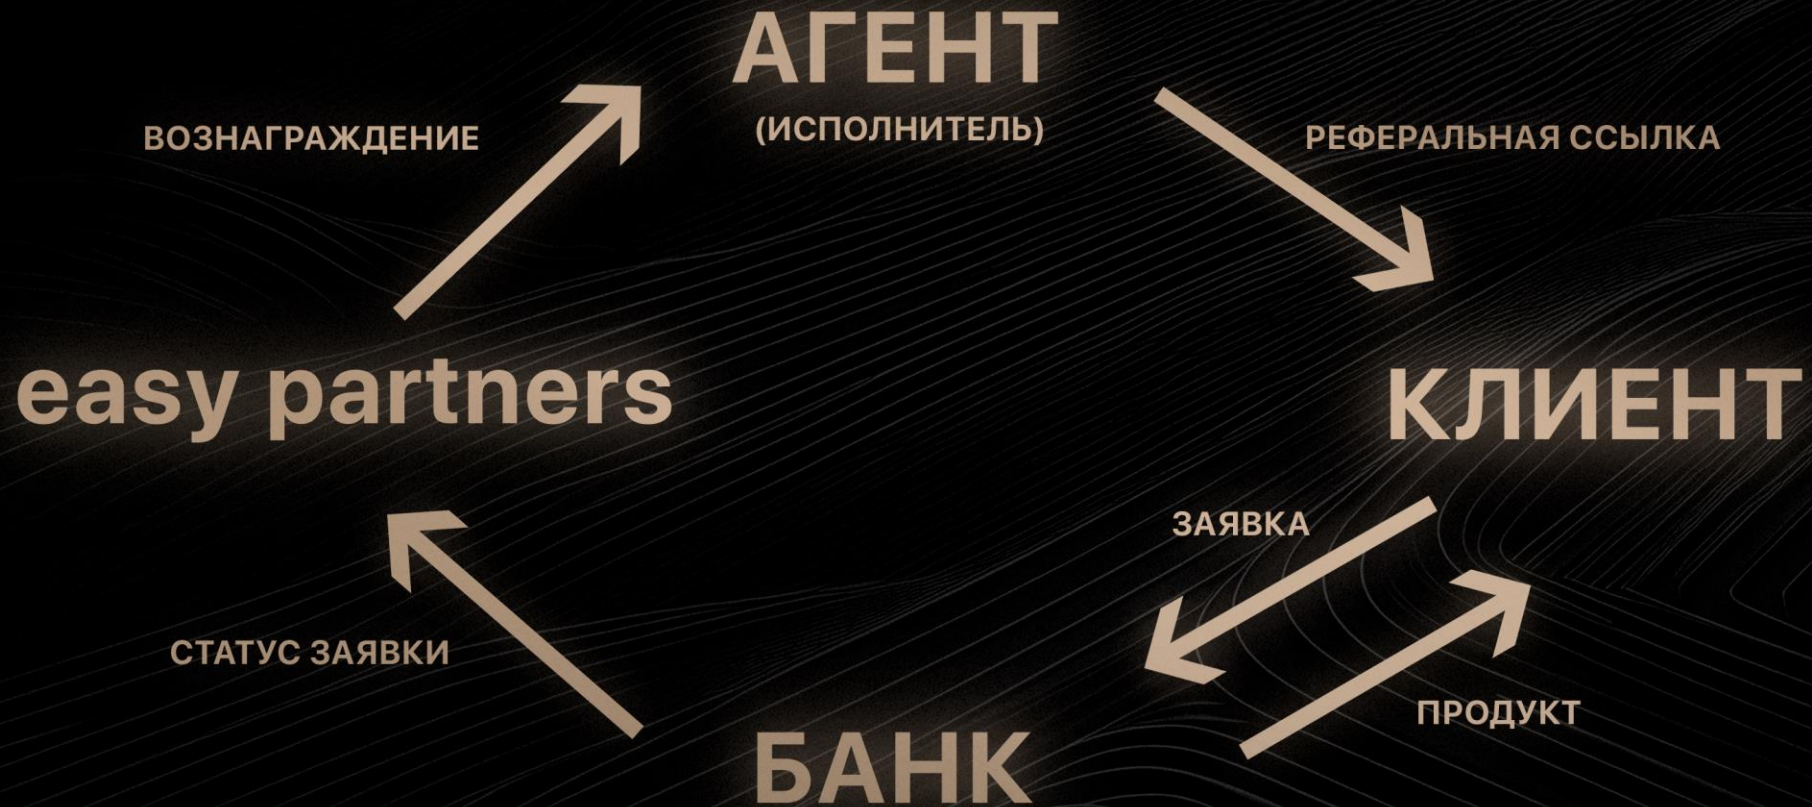 АГЕНТ
(ИСПОЛНИТЕЛЬ)
ВОЗНАГРАЖДЕНИЕ
РЕФЕРАЛЬНАЯ ССЫЛКА
easy partners
КЛИЕНТ
ЗАЯВКА
СТАТУС ЗАЯВКИ
ПРОДУКТ
БАНК